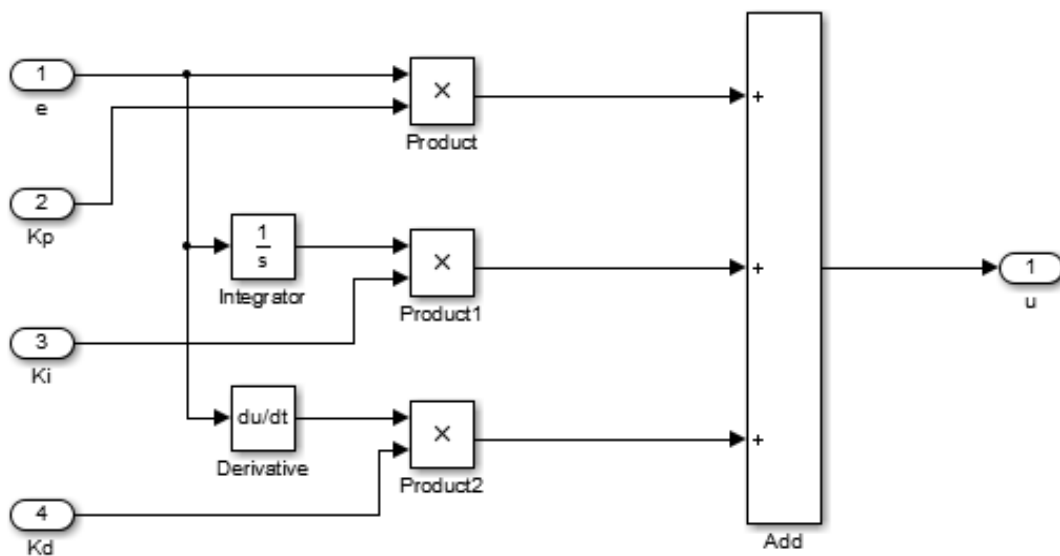 1
e
×
Product
+
2
Kp
1
s
Integrator
×
Product1
+
1
u
3
Ki
du/dt
Derivative
×
Product2
+
4
Kd
Add